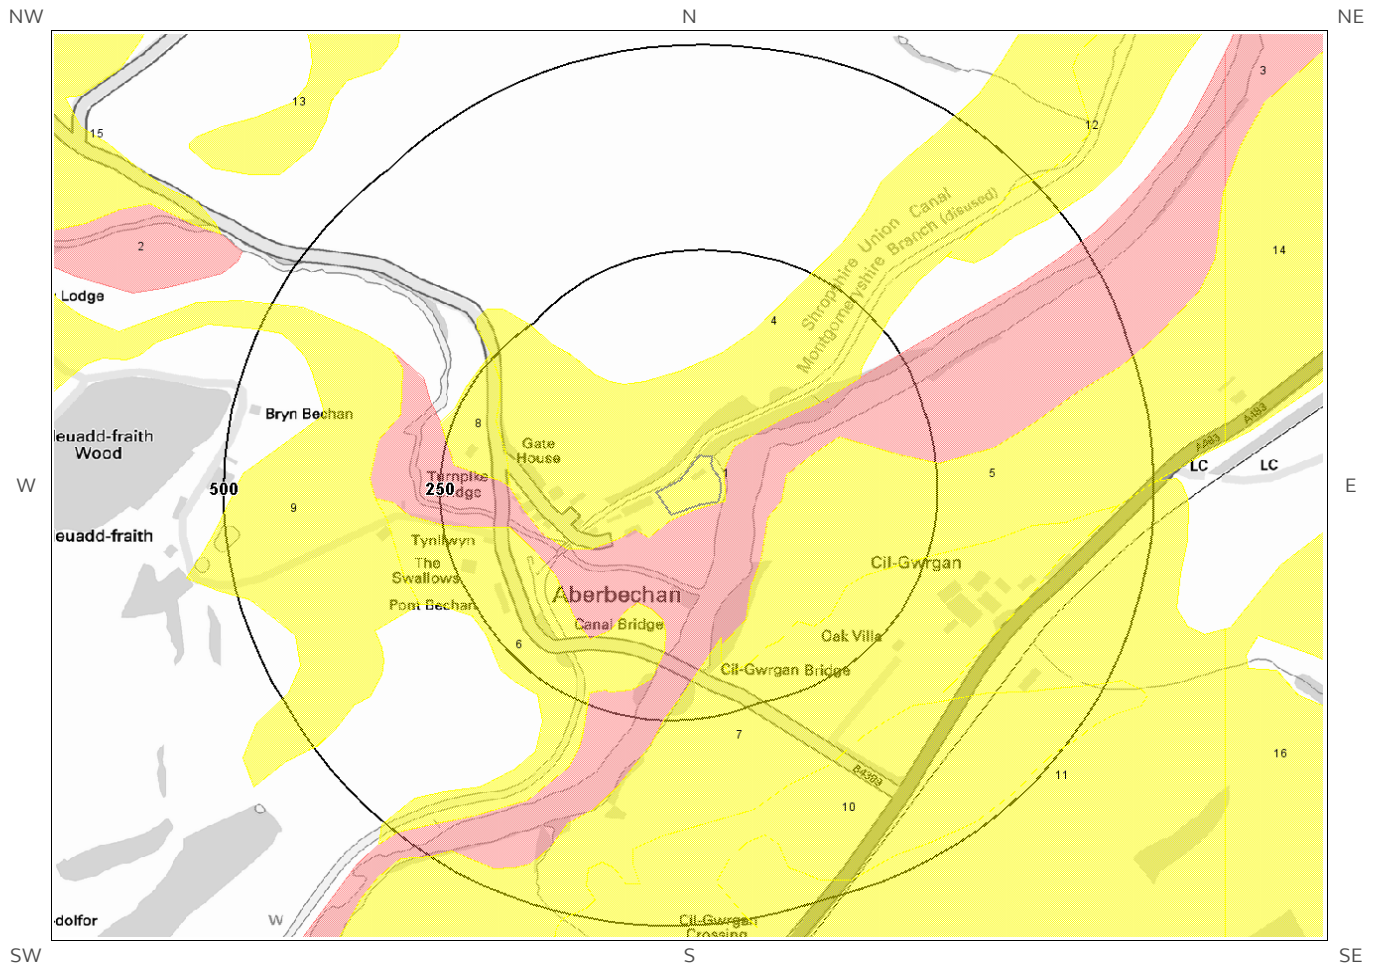 NW
N
NE
3
13
12
15
Shropshire Union Canal
Montgomeryshire Branch (disused)
2
14
Lodge
4
Bryn Bechan
8
leuadd-fraith
Wood
Gate
House
A483
A483
LC
LC
1
5
Turnpike
Lodge
W
500
250
E
9
euadd-fraith
Tynllwyn
The
Swallows
Cil-Gwrgan
Aberbechan
Pont Bechan
Canal Bridge
Oak Villa
6
Cil-Gwrgan Bridge
7
16
B4389
11
10
dolfor
W
Cil-Gwrgan
Crossing
SW
S
SE